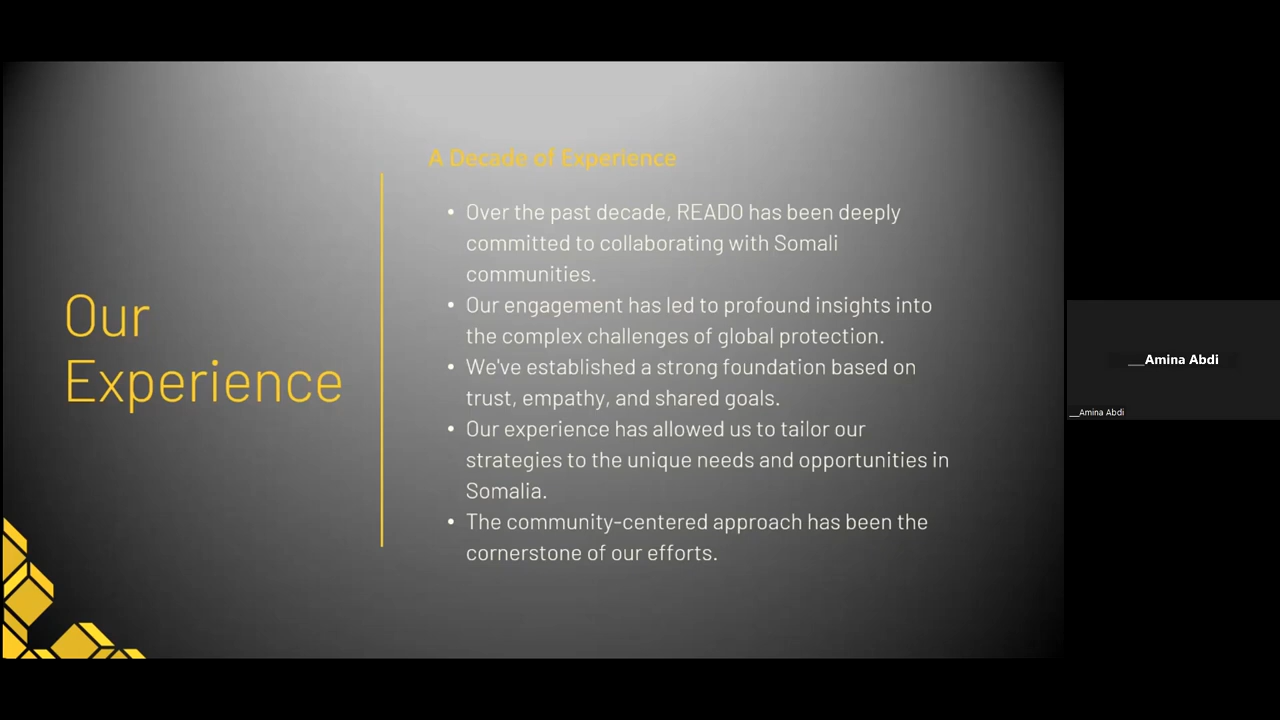 Our
Experience
A Decade of Experience
• Over the past decade, READO has been deeply
committed to collaborating with Somali
communities.
• Our engagement has led to profound insights into
the complex challenges of global protection.
• We've established a strong foundation based on
trust, empathy, and shared goals.
• Our experience has allowed us to tailor our
strategies to the unique needs and opportunities in
Somalia.
• The community-centered approach has been the
cornerstone of our efforts.
__Amina Abdi
__Amina Abdi